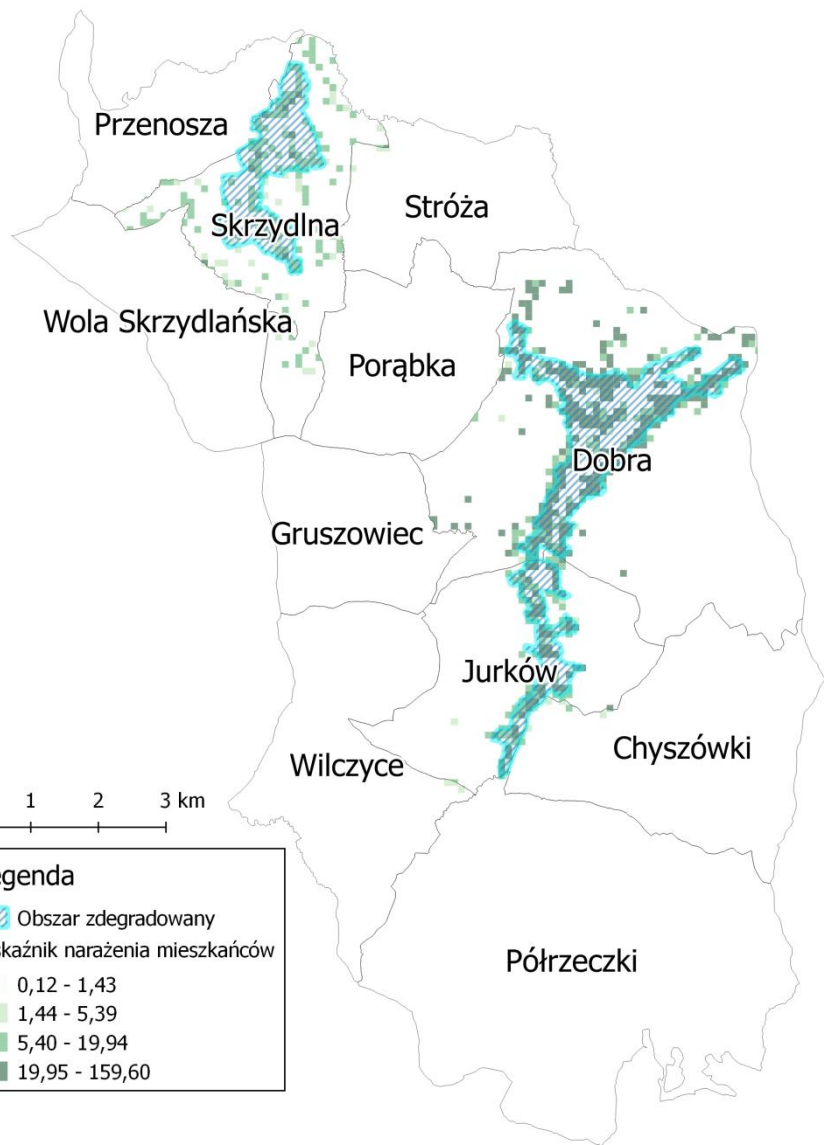 Przenosza
Stróża
Skrzydlna
Wola Skrzydlańska
Porąbka
Dobra
Gruszowiec
Jurków
Chyszówki
Wilczyce
1 2 3 km
egenda
Obszar zdegradowany
skaźnik narażenia mieszkańców
0,12 - 1,43
1,44 - 5,39
5,40 - 19,94
19,95 - 159,60
Półrzeczki